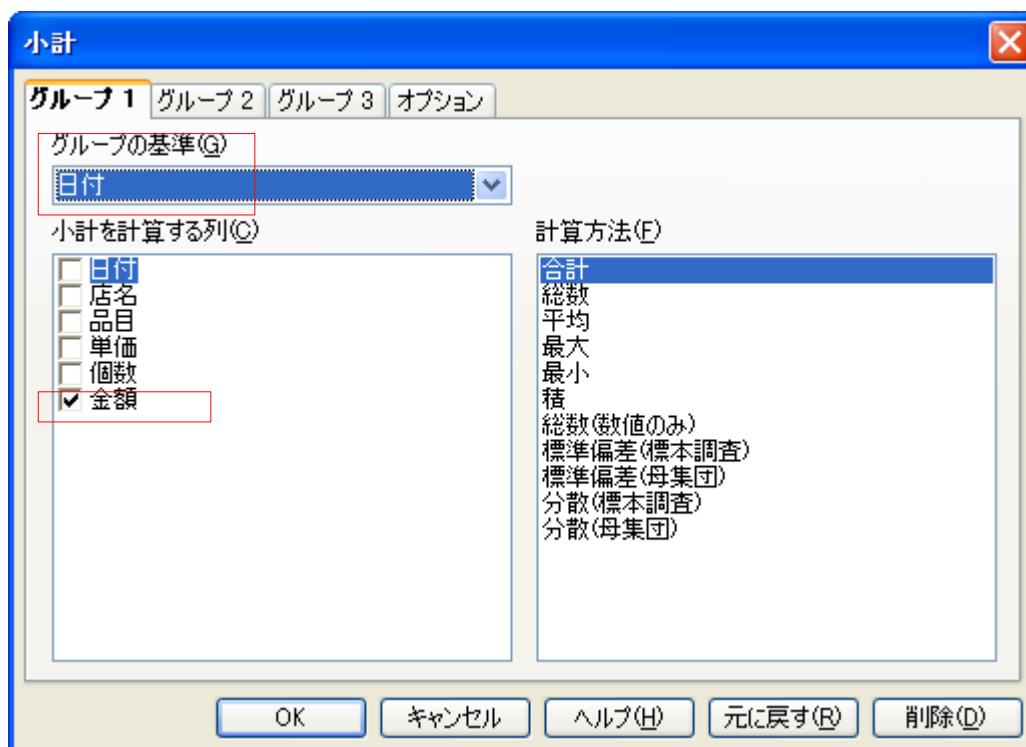 小計
グループ 1 グループ 2 グループ 3 オプション
グループの基準(G)
日付
小計を計算する列(C) 計算方法(F)
日付
店名
品目
単価
個数
金額
合計
総数
平均
最大
最小
積
総数(数値のみ)
標準偏差(標本調査)
標準偏差(母集団)
分散(標本調査)
分散(母集団)
OK キャンセル ヘルプ(H) 元に戻す(R) 削除(D)